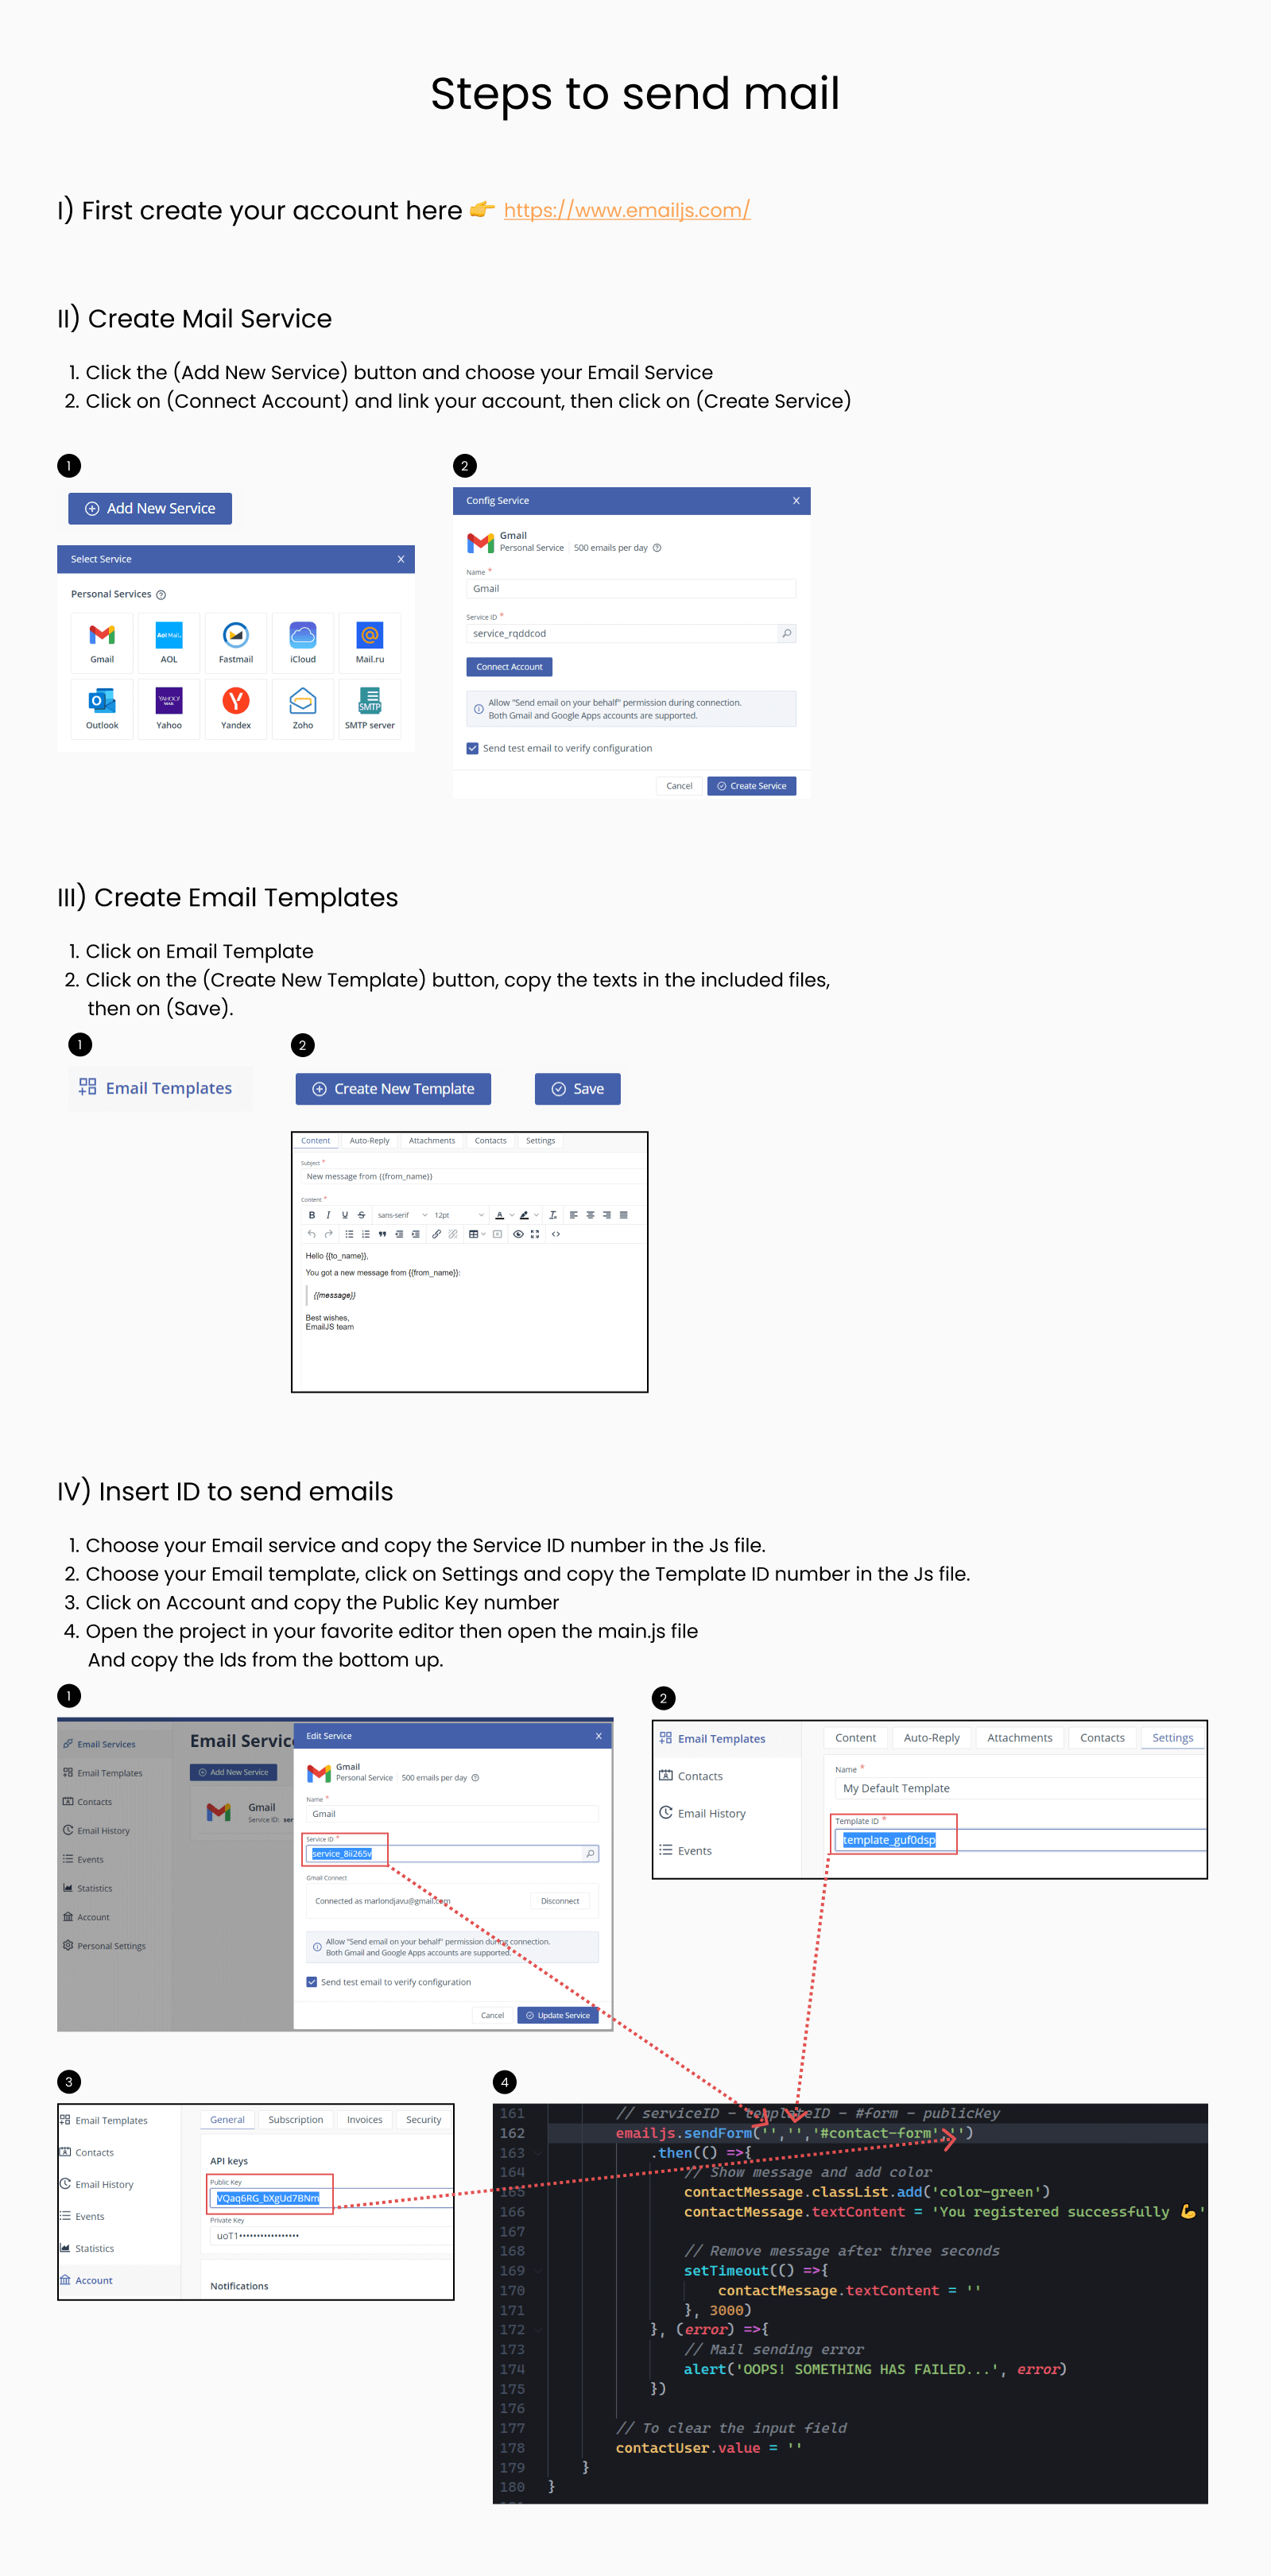 Steps to send mail
I) First create your account here 👉 https://www.emailjs.com/
II) Create Mail Service
1. Click the (Add New Service) button and choose your Email Service
2. Click on (Connect Account) and link your account, then click on (Create Service)
1
Add New Service
Select Service X
Personal Services ?
Gmail AOL Fastmail iCloud Mail.ru
Outlook Yahoo Yandex Zoho SMTP server
2
Config Service X
Gmail
Personal Service 500 emails per day ?
Name *
Gmail
Service ID *
service_rqddcod
Connect Account
Allow "Send email on your behalf" permission during connection.
Both Gmail and Google Apps accounts are supported.
Send test email to verify configuration
Cancel Create Service
III) Create Email Templates
1. Click on Email Template
2. Click on the (Create New Template) button, copy the texts in the included files,
then on (Save).
1
Email Templates
2
Create New Template Save
Content Auto-Reply Attachments Contacts Settings
Subject *
New message from {{from_name}}
Content *
B I U S sans-serif 12pt
Hello {{to_name}},
You got a new message from {{from_name}}:
{{message}}
Best wishes,
EmailJS team
IV) Insert ID to send emails
1. Choose your Email service and copy the Service ID number in the Js file.
2. Choose your Email template, click on Settings and copy the Template ID number in the Js file.
3. Click on Account and copy the Public Key number
4. Open the project in your favorite editor then open the main.js file
And copy the Ids from the bottom up.
1
Email Services
Email Templates
Contacts
Email History
Events
Statistics
Account
Personal Settings
Email Servic
Add New Service
Gmail
Service ID: ser
Edit Service X
Gmail
Personal Service 500 emails per day ?
Name *
Gmail
Service ID *
service_8ii265v
Gmail Connect
Connected as marlondjavu@gmail.com Disconnect
Allow "Send email on your behalf" permission during connection.
Both Gmail and Google Apps accounts are supported.
Send test email to verify configuration
Cancel Update Service
2
Email Templates
Contacts
Email History
Events
Content Auto-Reply Attachments Contacts Settings
Name *
My Default Template
Template ID *
template_guf0dsp
3
Email Templates
Contacts
Email History
Events
Statistics
Account
General Subscription Invoices Security
API keys
Public Key
VQaq6RG_bXgUd7BNm
Private Key
uoT1••••••••••••••••
Notifications
4
161 // serviceID - templateID - #form - publicKey
162 emailjs.sendForm('','','#contact-form','')
163 .then(() =>{
164 // Show message and add color
165 contactMessage.classList.add('color-green')
166 contactMessage.textContent = 'You registered successfully 💪'
167
168 // Remove message after three seconds
169 setTimeout(() =>{
170 contactMessage.textContent = ''
171 }, 3000)
172 }, (error) =>{
173 // Mail sending error
174 alert('OOPS! SOMETHING HAS FAILED...', error)
175 })
176
177 // To clear the input field
178 contactUser.value = ''
179 }
180 }